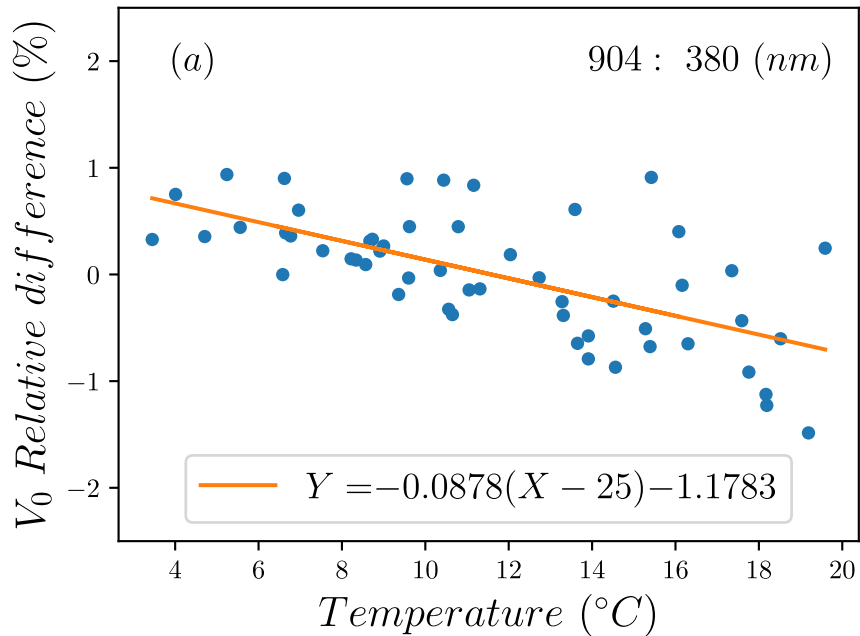 (a)
904 : 380 (nm)
V₀ Relative difference (%)
2
1
0
−1
−2
Y =−0.0878(X − 25)−1.1783
4 6 8 10 12 14 16 18 20
Temperature (°C)